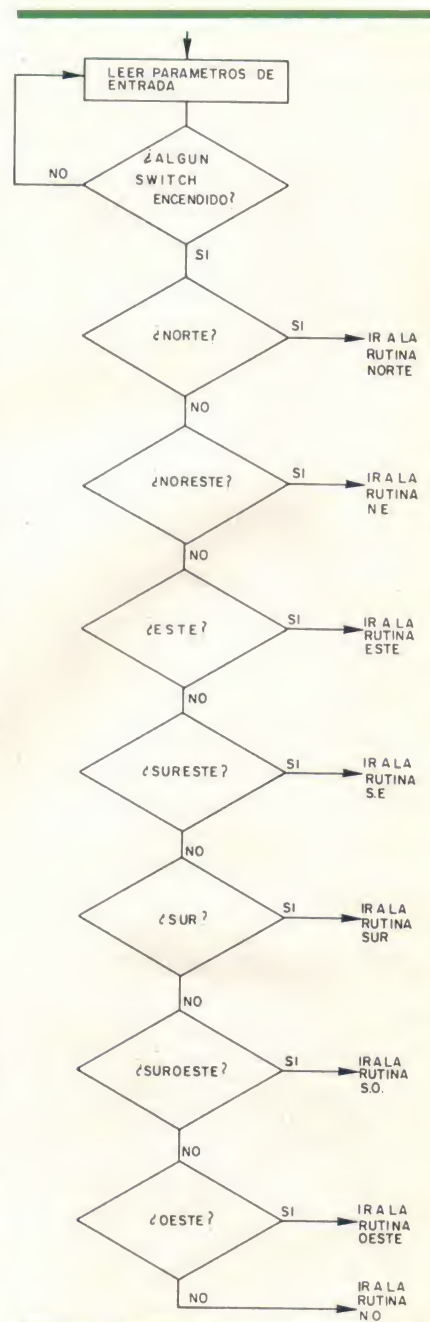 LEER PARAMETROS DE
ENTRADA
¿ALGUN
SWITCH
ENCENDIDO?
NO
SI
¿NORTE?
SI
IR A LA
RUTINA
NORTE
NO
¿NORESTE?
SI
IR A LA
RUTINA
N E
NO
¿ESTE?
SI
IR A LA
RUTINA
ESTE
NO
¿SURESTE?
SI
IR A LA
RUTINA
S.E
NO
¿SUR?
SI
IR A LA
RUTINA
SUR
NO
¿SUROESTE?
SI
IR A LA
RUTINA
S.O.
NO
¿OESTE?
SI
IR A LA
RUTINA
OESTE
NO
IR A LA
RUTINA
N O